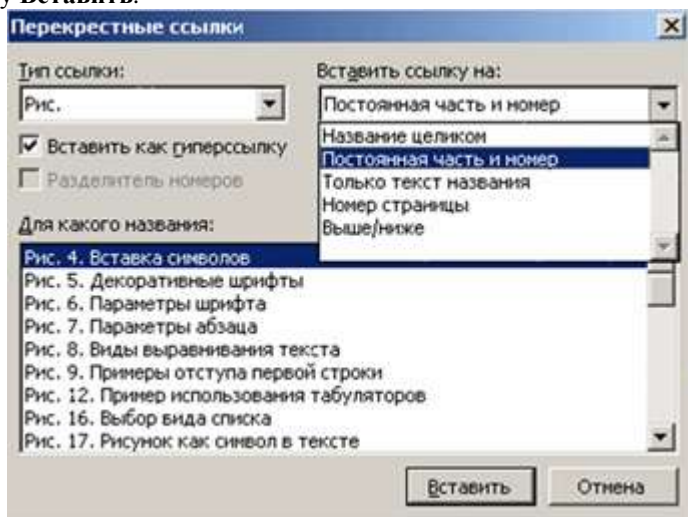 у Вставить.
Перекрестные ссылки
Тип ссылки:
Вставить ссылку на:
Рис.
Постоянная часть и номер
Вставить как гиперссылку
Разделитель номеров
Название целиком
Постоянная часть и номер
Только текст названия
Номер страницы
Выше/ниже
Для какого названия:
Рис. 4. Вставка символов
Рис. 5. Декоративные шрифты
Рис. 6. Параметры шрифта
Рис. 7. Параметры абзаца
Рис. 8. Виды выравнивания текста
Рис. 9. Примеры отступа первой строки
Рис. 12. Пример использования табуляторов
Рис. 16. Выбор вида списка
Рис. 17. Рисунок как символ в тексте
Вставить
Отмена